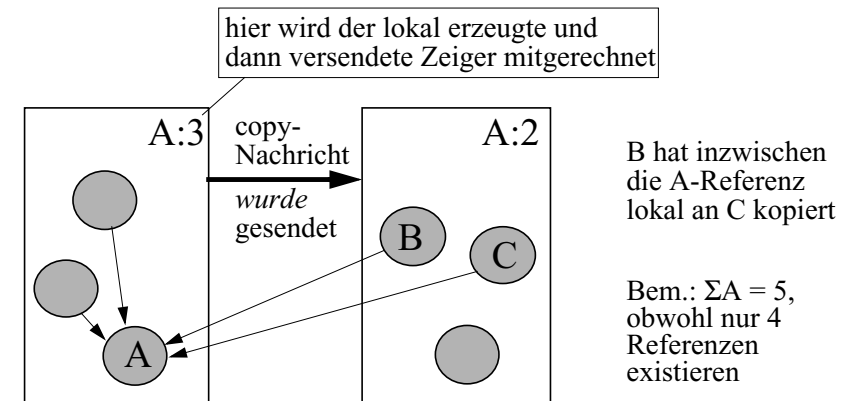 hier wird der lokal erzeugte und
dann versendete Zeiger mitgerechnet
A:3
copy-
Nachricht
wurde
gesendet
A:2
B
C
A
B hat inzwischen
die A-Referenz
lokal an C kopiert
Bem.: ΣA = 5,
obwohl nur 4
Referenzen
existieren